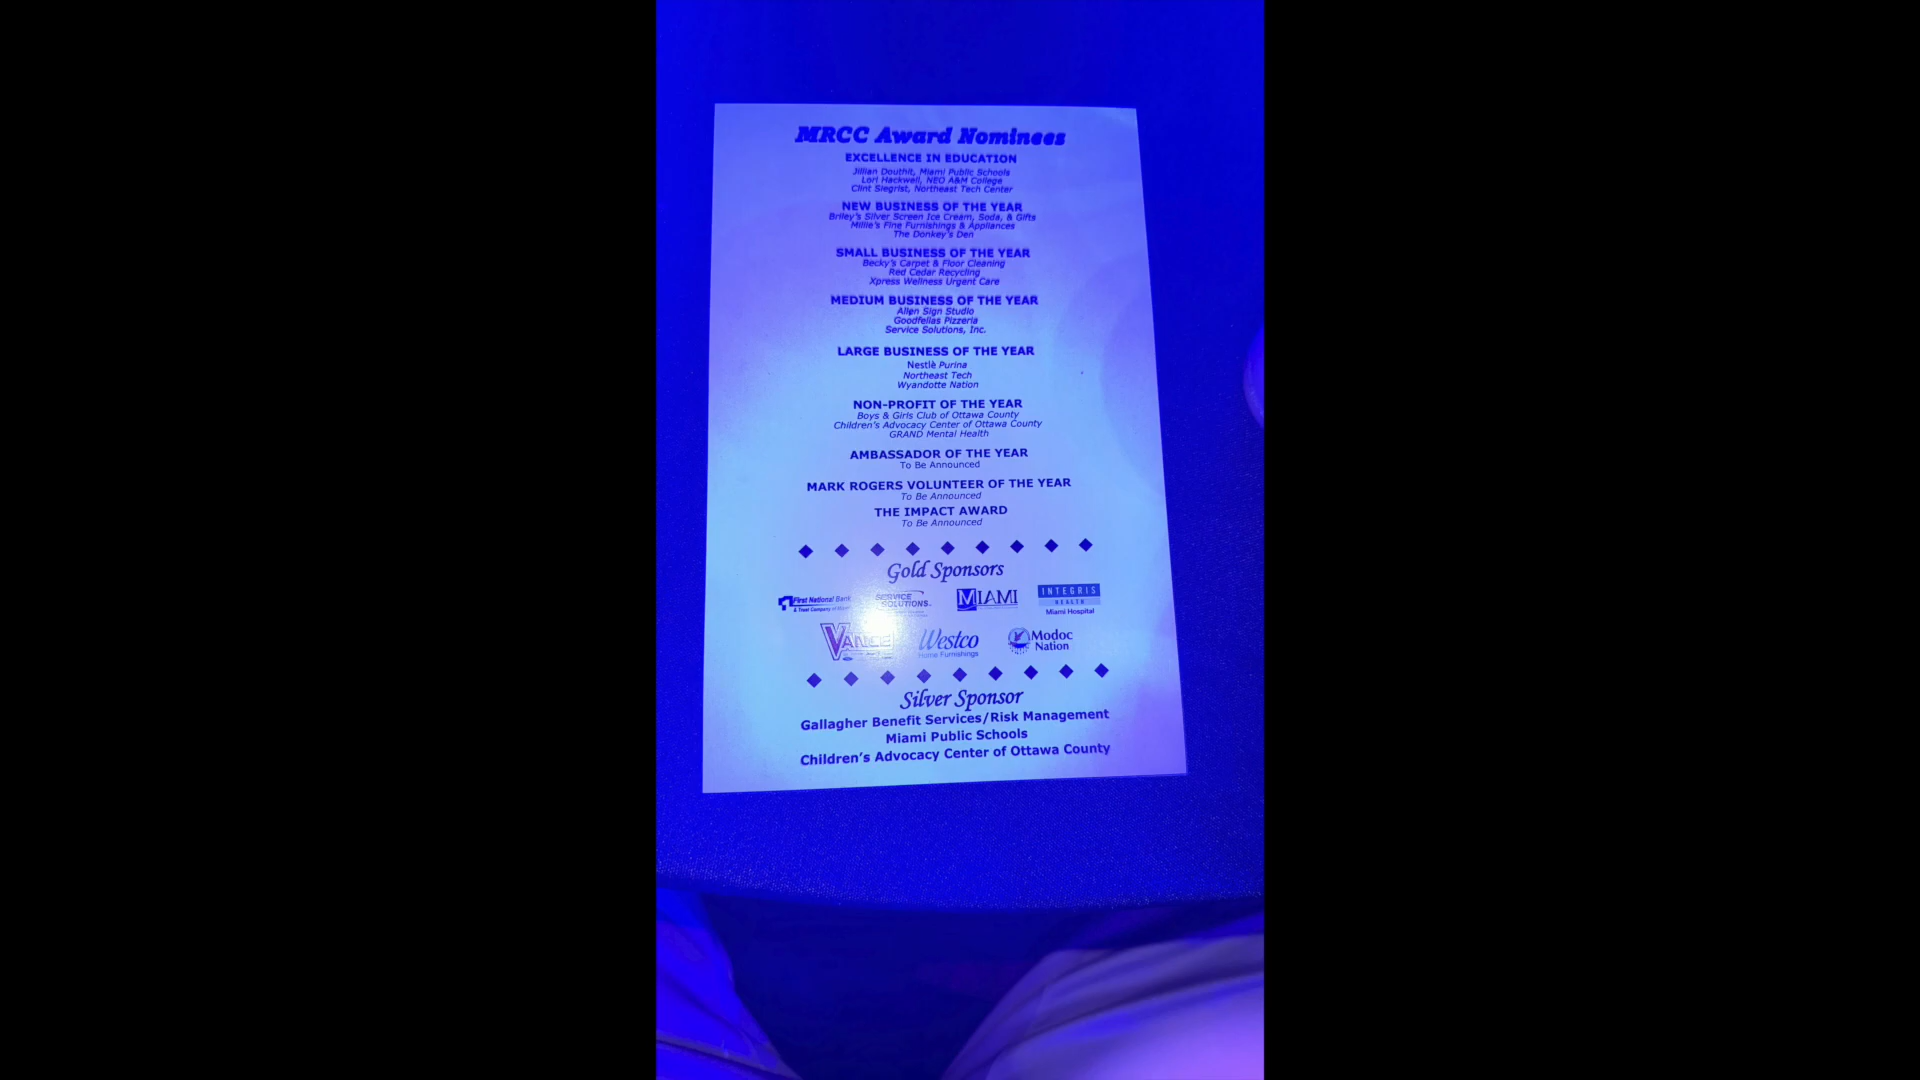 MRCC Award Nominees
EXCELLENCE IN EDUCATION
Jillian Douthit, Miami Public Schools
Lori Hackwell, NEO A&M College
Clint Siegrist, Northeast Tech Center
NEW BUSINESS OF THE YEAR
Briley's Silver Screen Ice Cream, Soda, & Gifts
Millie's Fine Furnishings & Appliances
The Donkey's Den
SMALL BUSINESS OF THE YEAR
Becky's Carpet & Floor Cleaning
Red Cedar Recycling
Xpress Wellness Urgent Care
MEDIUM BUSINESS OF THE YEAR
Allen Sign Studio
Goodfellas Pizzeria
Service Solutions, Inc.
LARGE BUSINESS OF THE YEAR
Nestlè Purina
Northeast Tech
Wyandotte Nation
NON-PROFIT OF THE YEAR
Boys & Girls Club of Ottawa County
Children's Advocacy Center of Ottawa County
GRAND Mental Health
AMBASSADOR OF THE YEAR
To Be Announced
MARK ROGERS VOLUNTEER OF THE YEAR
To Be Announced
THE IMPACT AWARD
To Be Announced
Gold Sponsors
First National Bank
& Trust Company of Miami
SERVICE
SOLUTIONS
MIAMI
INTEGRIS
HEALTH
Miami Hospital
VANCE
Westco
Home Furnishings
Modoc
Nation
Silver Sponsor
Gallagher Benefit Services/Risk Management
Miami Public Schools
Children's Advocacy Center of Ottawa County